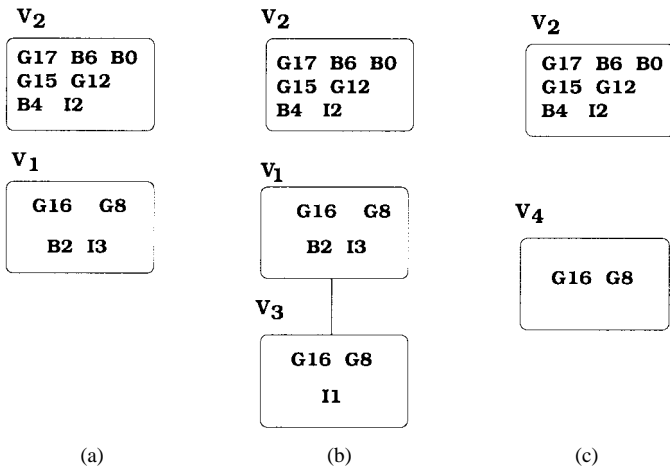 V2
G17 B6 B0
G15 G12
B4 I2
V1
G16 G8
B2 I3
(a)
V2
G17 B6 B0
G15 G12
B4 I2
V1
G16 G8
B2 I3
V3
G16 G8
I1
(b)
V2
G17 B6 B0
G15 G12
B4 I2
V4
G16 G8
(c)